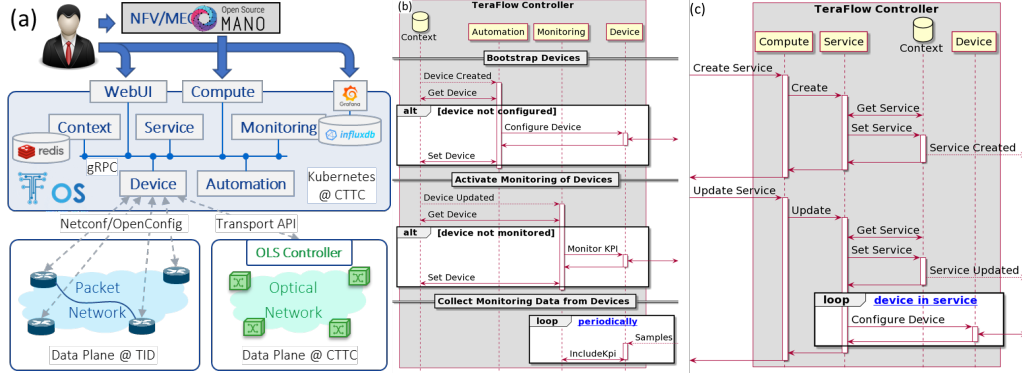 (a)
NFV/MEC
Open Source
MANO
WebUI
Compute
Grafana
Context
Service
Monitoring
influxdb
redis
gRPC
Device
Automation
Kubernetes
@ CTTC
OS
Netconf/OpenConfig
Transport API
OLS Controller
Packet
Network
Optical
Network
Data Plane @ TID
Data Plane @ CTTC
(b)
TeraFlow Controller
Context
Automation
Monitoring
Device
Bootstrap Devices
Device Created
Get Device
alt
[device not configured]
Configure Device
Set Device
Activate Monitoring of Devices
Device Updated
Get Device
alt
[device not monitored]
Monitor KPI
Set Device
Collect Monitoring Data from Devices
loop
periodically
Samples
IncludeKpi
(c)
TeraFlow Controller
Compute
Service
Context
Device
Create Service
Create
Get Service
Set Service
Service Created
Update Service
Update
Get Service
Set Service
Service Updated
loop
device in service
Configure Device